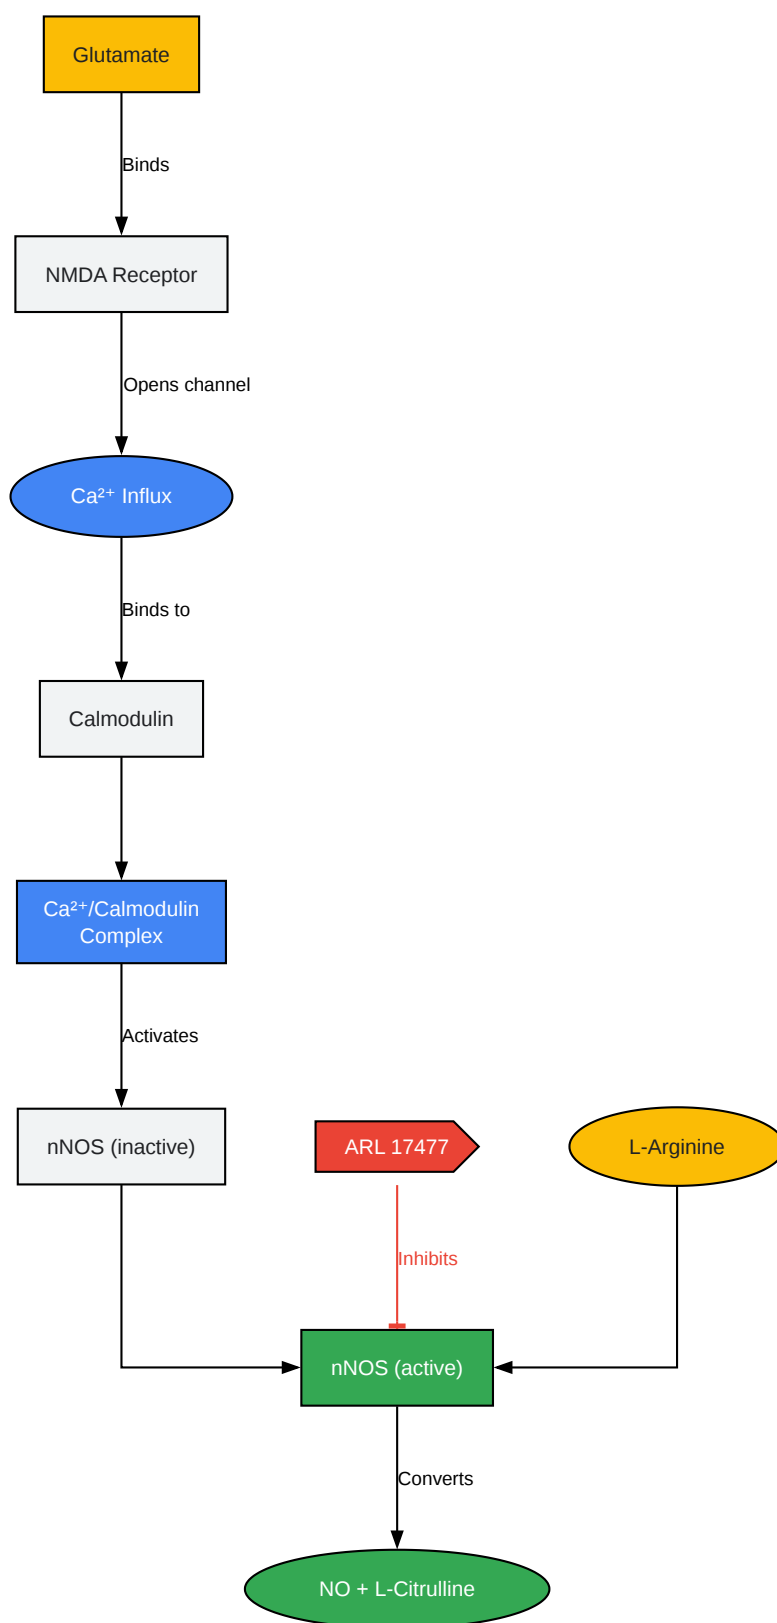 Glutamate
Binds
NMDA Receptor
Opens channel
Ca²⁺ Influx
Binds to
Calmodulin
Ca²⁺/Calmodulin
Complex
Activates
nNOS (inactive)
ARL 17477
L-Arginine
Inhibits
nNOS (active)
Converts
NO + L-Citrulline